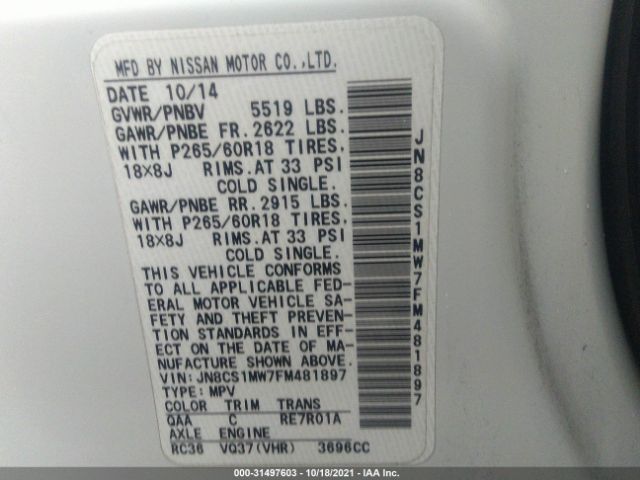 MFD BY NISSAN MOTOR CO.,LTD.
DATE 10/14
GVWR/PNBV 5519 LBS.
GAWR/PNBE FR. 2622 LBS.
WITH P265/60R18 TIRES.
18X8J RIMS.AT 33 PSI
COLD SINGLE.
GAWR/PNBE RR. 2915 LBS.
WITH P265/60R18 TIRES.
18X8J RIMS.AT 33 PSI
COLD SINGLE.
THIS VEHICLE CONFORMS
TO ALL APPLICABLE FED-
ERAL MOTOR VEHICLE SA-
FETY AND THEFT PREVEN-
TION STANDARDS IN EFF-
ECT ON THE DATE OF MA-
NUFACTURE SHOWN ABOVE.
VIN: JN8CS1MW7FM481897
TYPE: MPV
COLOR TRIM TRANS
QAA C RE7R01A
AXLE ENGINE
RC36 VQ37(VHR) 3696CC
JN8CS1MW7FM481897
000-31497603 - 10/18/2021 - IAA Inc.